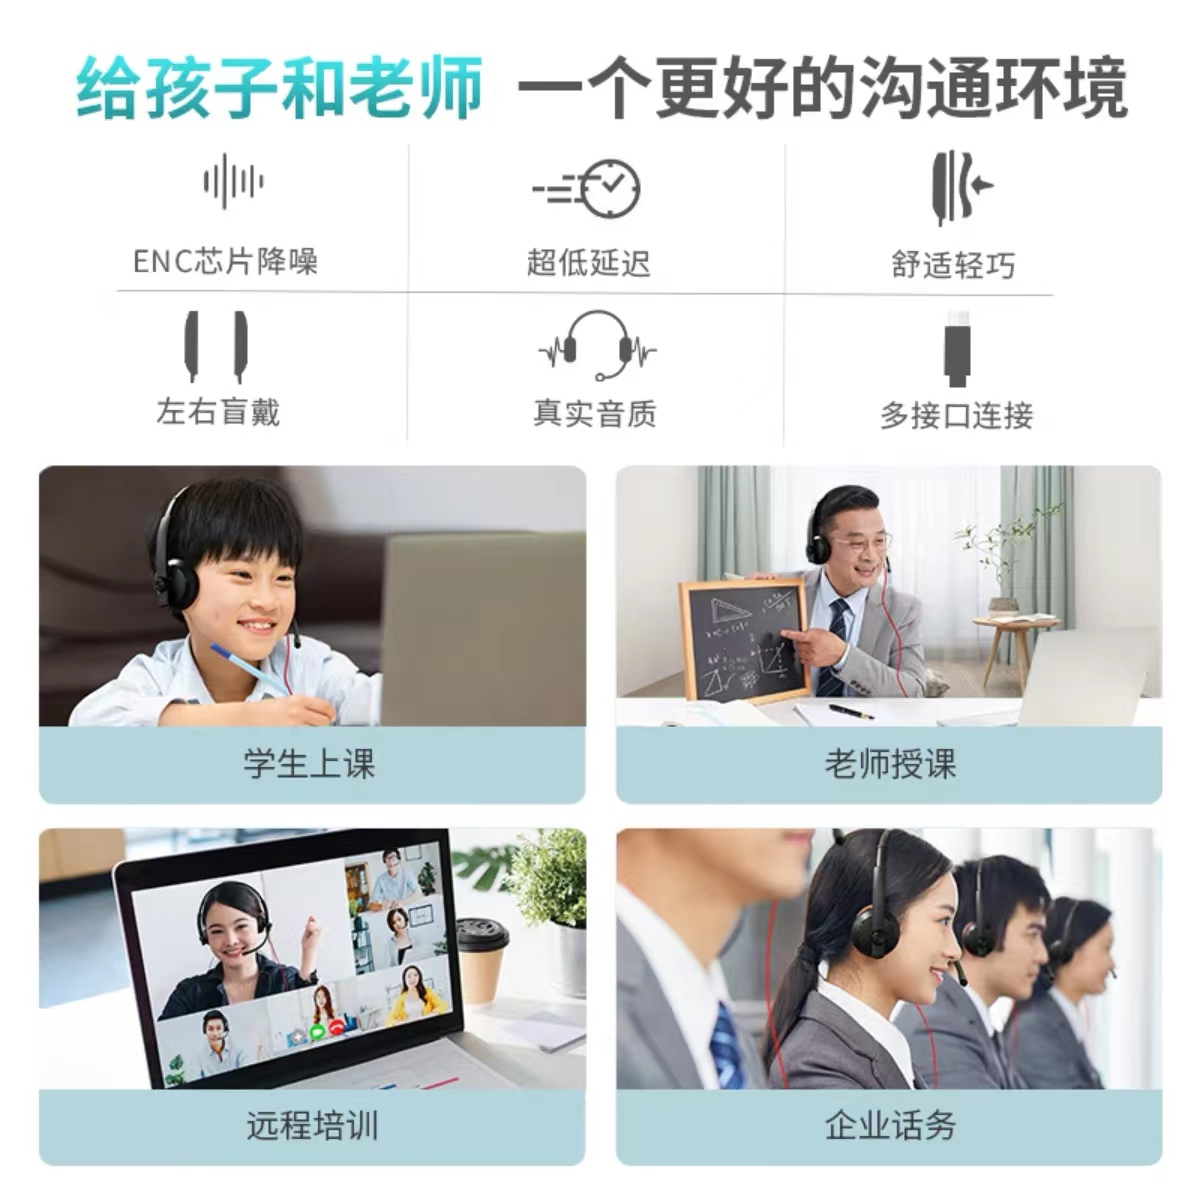 给孩子和老师 一个更好的沟通环境
ENC芯片降噪
超低延迟
舒适轻巧
左右盲戴
真实音质
多接口连接
学生上课
老师授课
远程培训
企业话务